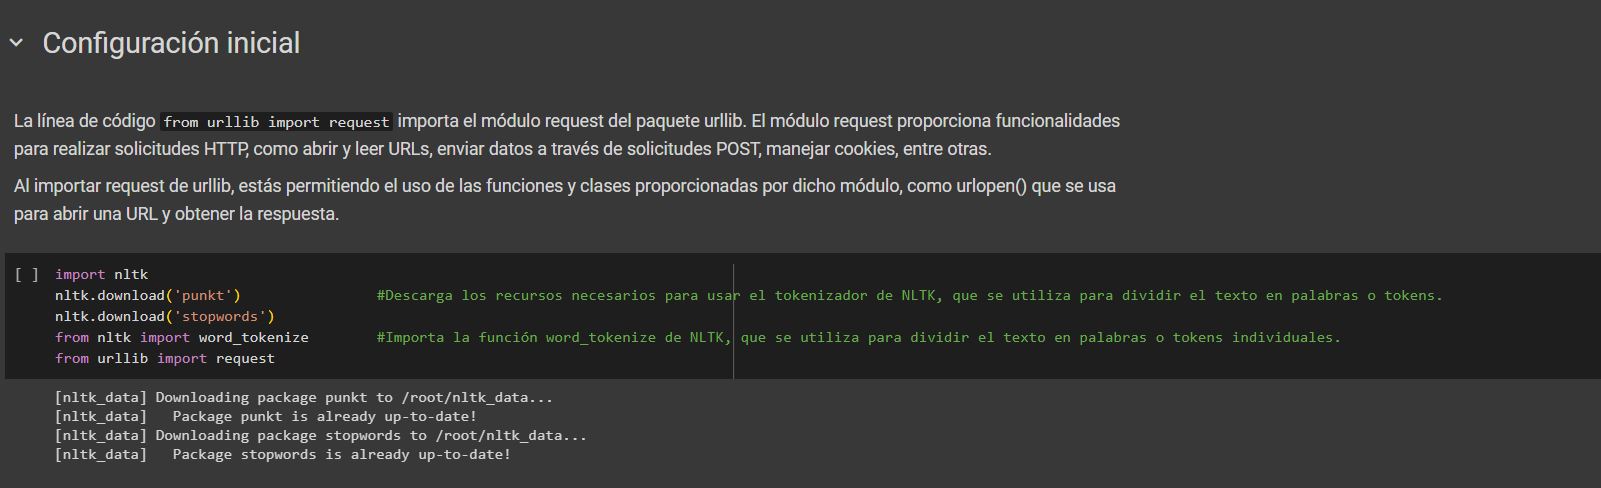 Configuración inicial
La línea de código from urllib import request importa el módulo request del paquete urllib. El módulo request proporciona funcionalidades
para realizar solicitudes HTTP, como abrir y leer URLs, enviar datos a través de solicitudes POST, manejar cookies, entre otras.
Al importar request de urllib, estás permitiendo el uso de las funciones y clases proporcionadas por dicho módulo, como urlopen() que se usa
para abrir una URL y obtener la respuesta.
[ ] import nltk
nltk.download('punkt') #Descarga los recursos necesarios para usar el tokenizador de NLTK, que se utiliza para dividir el texto en palabras o tokens.
nltk.download('stopwords')
from nltk import word_tokenize #Importa la función word_tokenize de NLTK, que se utiliza para dividir el texto en palabras o tokens individuales.
from urllib import request
[nltk_data] Downloading package punkt to /root/nltk_data...
[nltk_data]   Package punkt is already up-to-date!
[nltk_data] Downloading package stopwords to /root/nltk_data...
[nltk_data]   Package stopwords is already up-to-date!